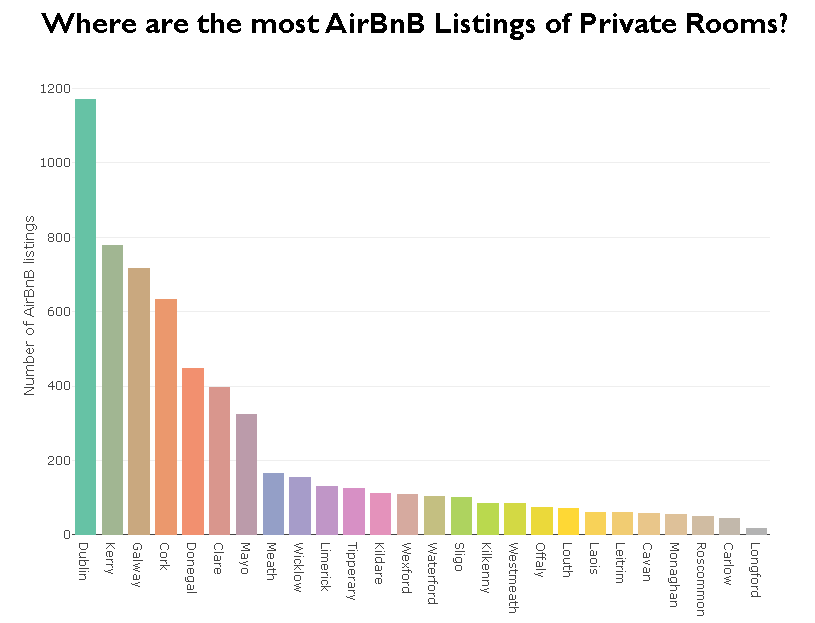 Where are the most AirBnB Listings of Private Rooms?
1200
1000
800
600
400
200
0
Number of AirBnB listings
Dublin
Kerry
Galway
Cork
Donegal
Clare
Mayo
Meath
Wicklow
Limerick
Tipperary
Kildare
Wexford
Waterford
Sligo
Kilkenny
Westmeath
Offaly
Louth
Laois
Leitrim
Cavan
Monaghan
Roscommon
Carlow
Longford